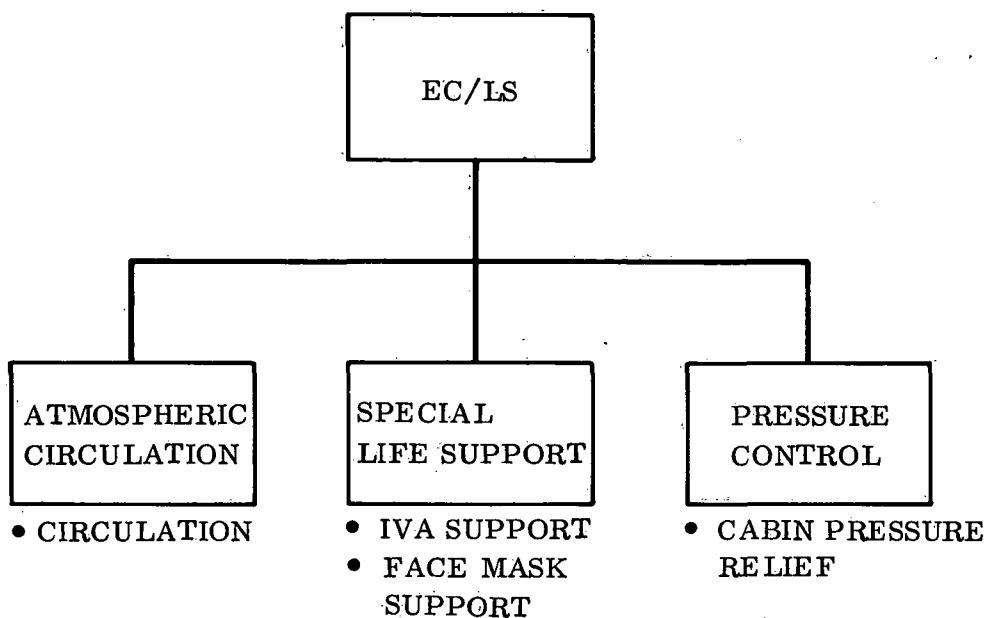 EC/LS
ATMOSPHERIC
CIRCULATION
• CIRCULATION
SPECIAL
LIFE SUPPORT
• IVA SUPPORT
• FACE MASK
SUPPORT
PRESSURE
CONTROL
• CABIN PRESSURE
RELIEF